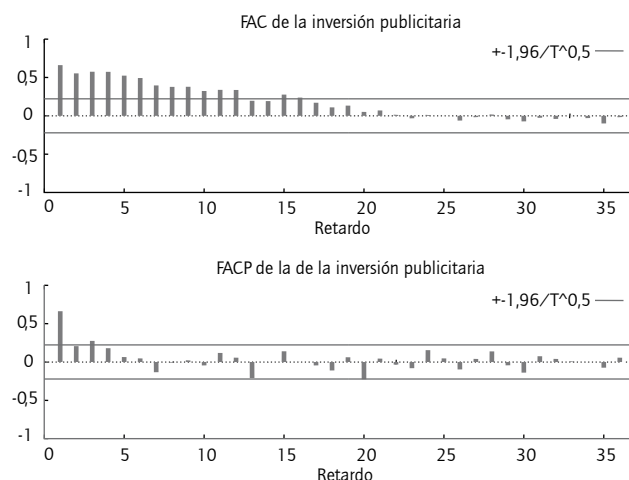 FAC de la inversión publicitaria
+-1,96/T^0,5
1
0,5
0
-0,5
-1
0 5 10 15 20 25 30 35
Retardo
FACP de la de la inversión publicitaria
+-1,96/T^0,5
1
0,5
0
-0,5
-1
0 5 10 15 20 25 30 35
Retardo